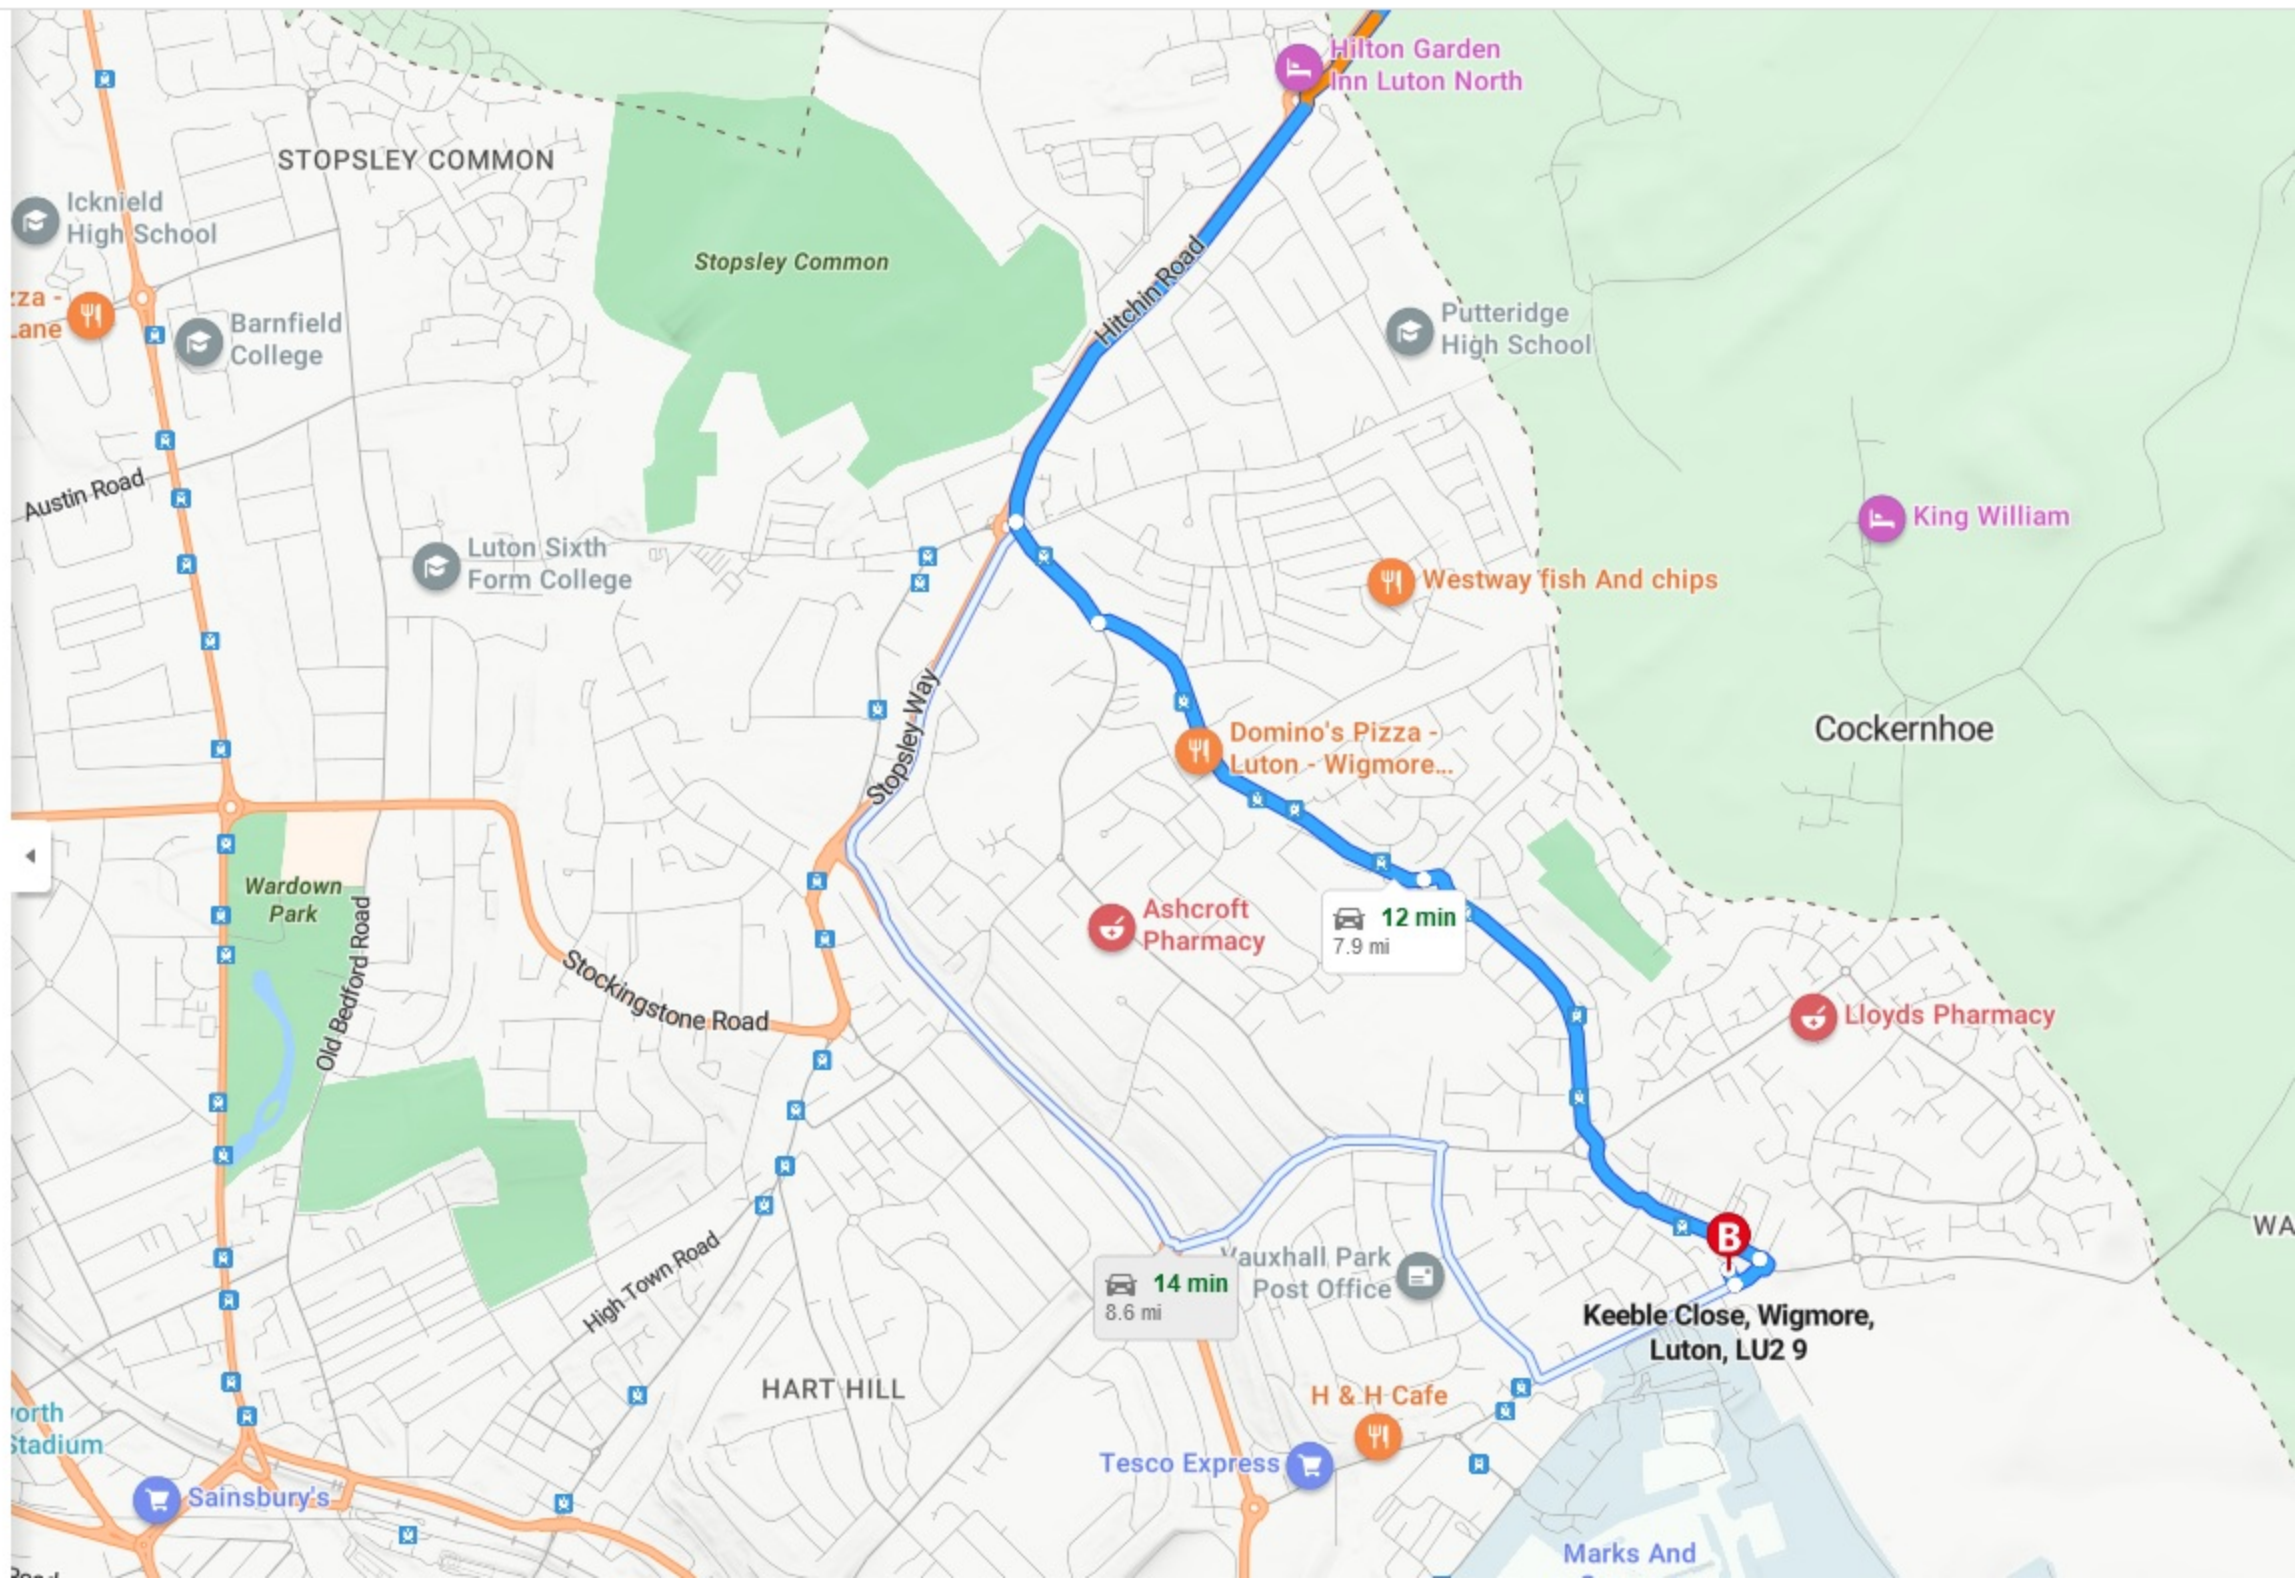 Hilton Garden
Inn Luton North
STOPSLEY COMMON
Icknield
High School
Stopsley Common
Hitchin Road
zza -
Lane
Barnfield
College
Putteridge
High School
Austin Road
King William
Luton Sixth
Form College
Westway fish And chips
Stopsley Way
Domino's Pizza -
Luton - Wigmore...
Cockernhoe
Wardown
Park
Old Bedford Road
Ashcroft
Pharmacy
12 min
7.9 mi
Stockingstone Road
Lloyds Pharmacy
High Town Road
B
WA
Vauxhall Park
Post Office
14 min
8.6 mi
Keeble Close, Wigmore,
Luton, LU2 9
HART HILL
H & H Cafe
orth
Stadium
Tesco Express
Sainsbury's
Marks And